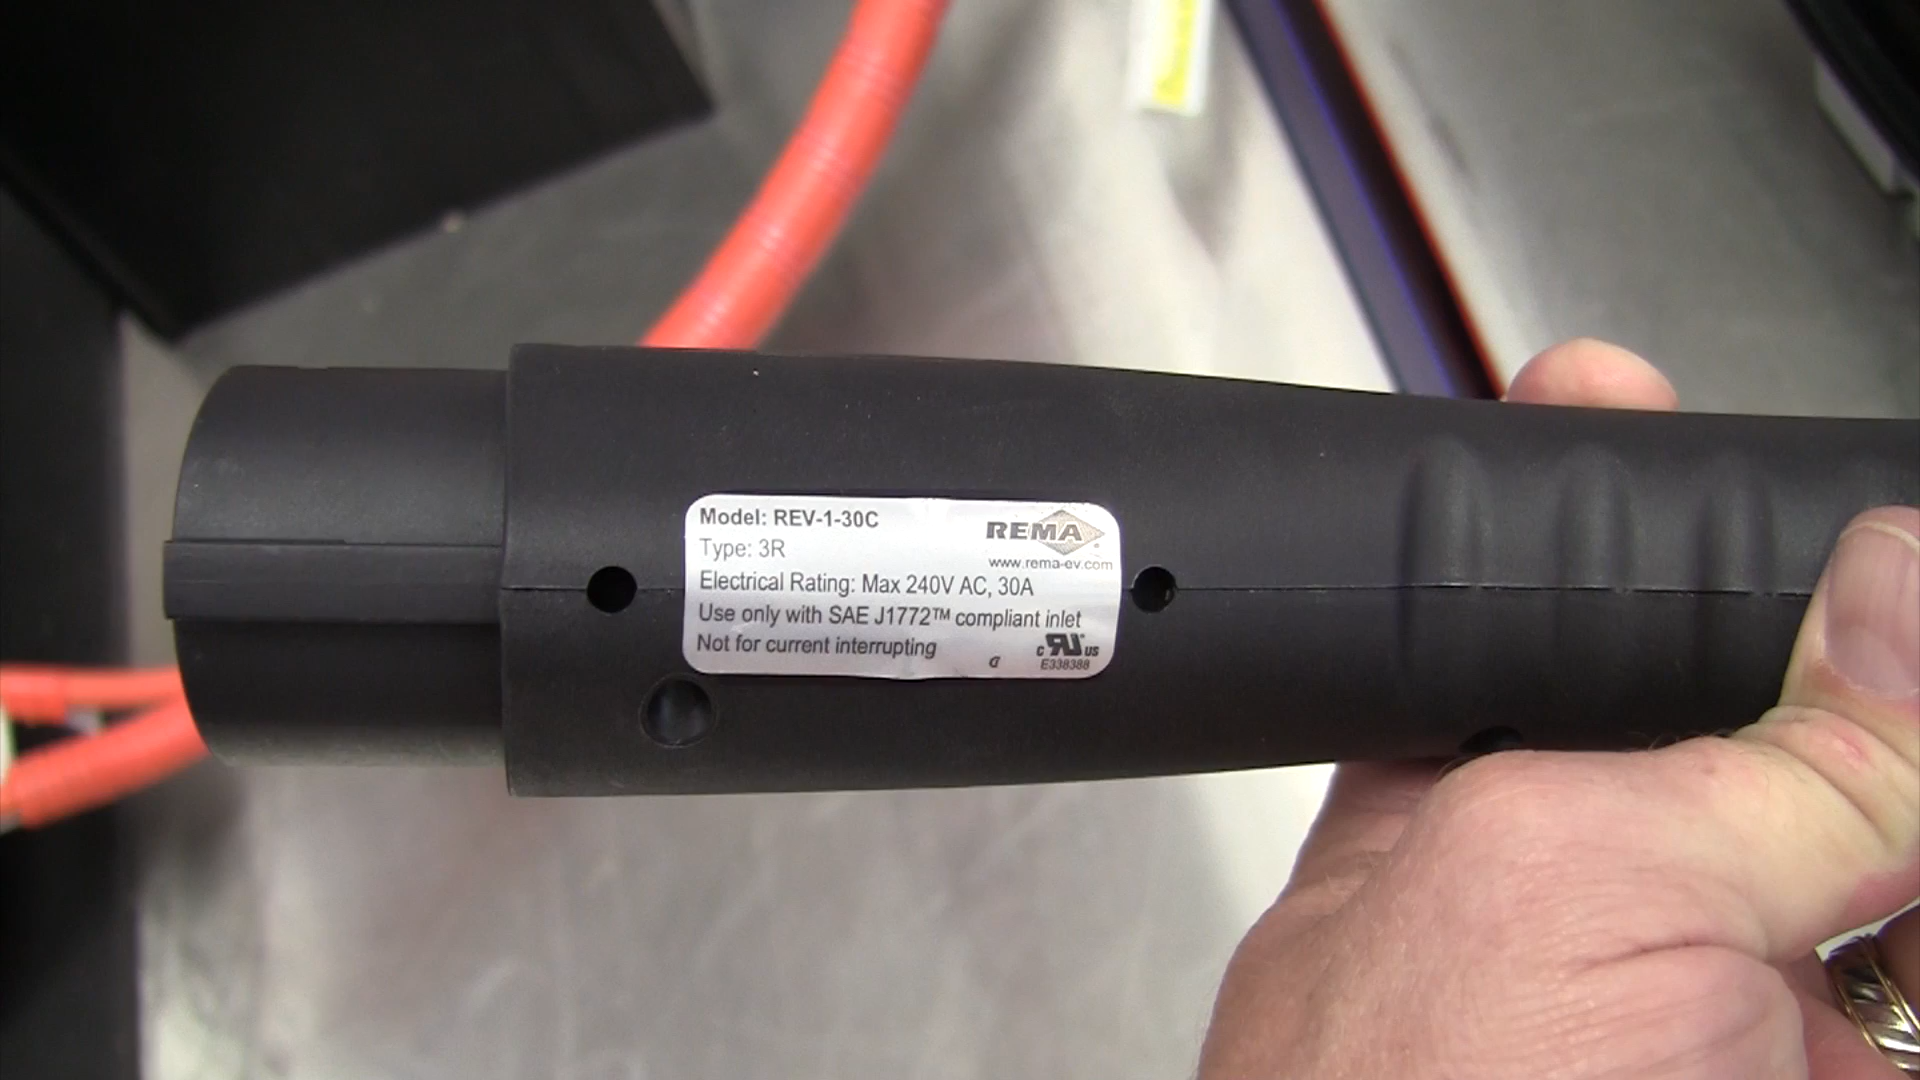 Model: REV-1-30C
REMA
Type: 3R
www.rema-ev.com
Electrical Rating: Max 240V AC, 30A
Use only with SAE J1772™ compliant inlet
Not for current interrupting
c RU ® US
E338388